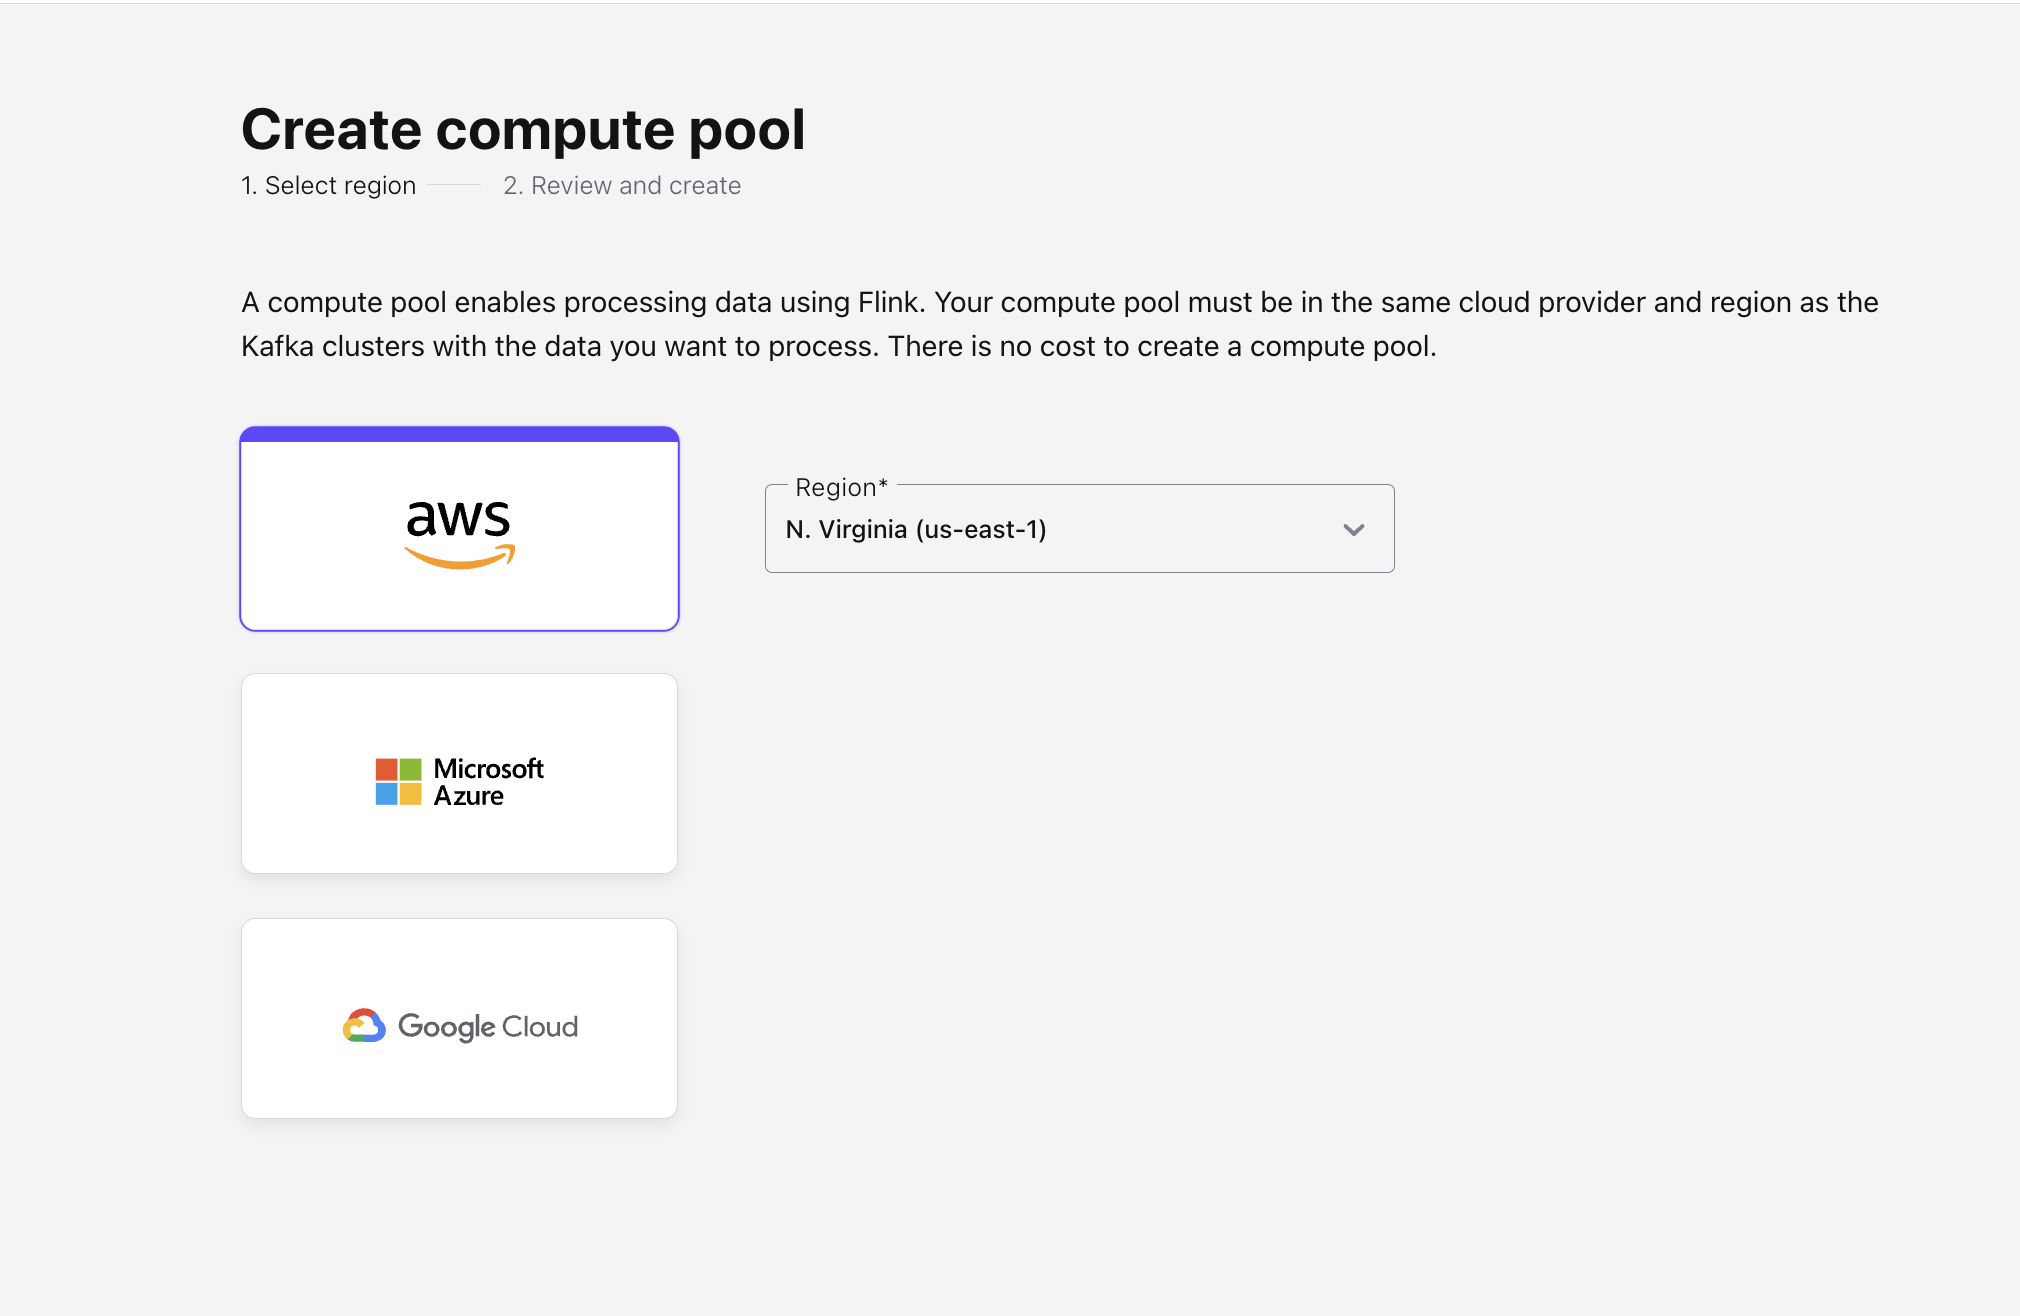 Create compute pool
1. Select region 2. Review and create
A compute pool enables processing data using Flink. Your compute pool must be in the same cloud provider and region as the
Kafka clusters with the data you want to process. There is no cost to create a compute pool.
aws
Region*
N. Virginia (us-east-1)
Microsoft
Azure
Google Cloud